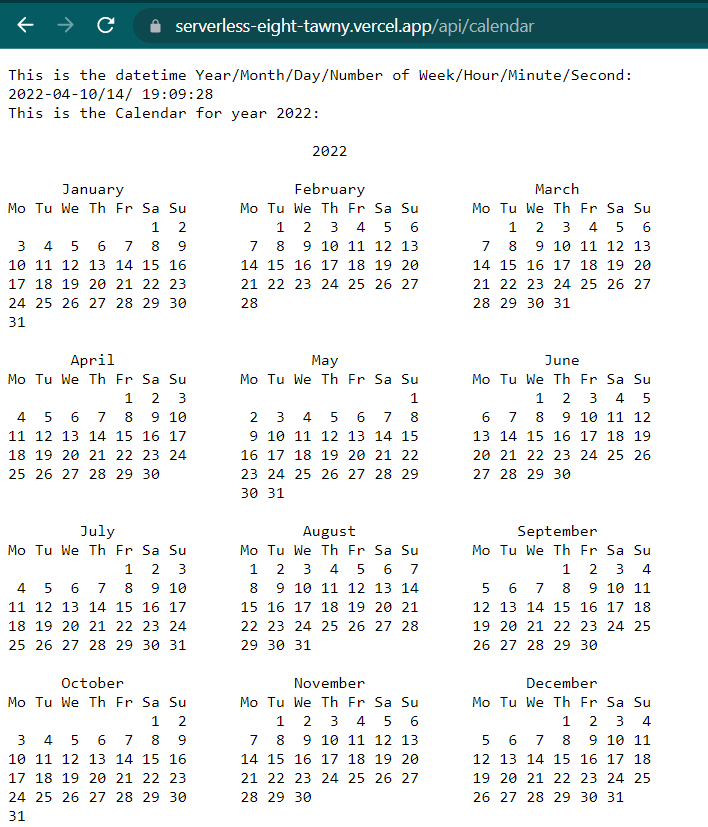 serverless-eight-tawny.vercel.app/api/calendar
This is the datetime Year/Month/Day/Number of Week/Hour/Minute/Second:
2022-04-10/14/ 19:09:28
This is the Calendar for year 2022:
2022
January February March
Mo Tu We Th Fr Sa Su Mo Tu We Th Fr Sa Su Mo Tu We Th Fr Sa Su
1 2 1 2 3 4 5 6 1 2 3 4 5 6
3 4 5 6 7 8 9 7 8 9 10 11 12 13 7 8 9 10 11 12 13
10 11 12 13 14 15 16 14 15 16 17 18 19 20 14 15 16 17 18 19 20
17 18 19 20 21 22 23 21 22 23 24 25 26 27 21 22 23 24 25 26 27
24 25 26 27 28 29 30 28 28 29 30 31
31
April May June
Mo Tu We Th Fr Sa Su Mo Tu We Th Fr Sa Su Mo Tu We Th Fr Sa Su
1 2 3 1 1 2 3 4 5
4 5 6 7 8 9 10 2 3 4 5 6 7 8 6 7 8 9 10 11 12
11 12 13 14 15 16 17 9 10 11 12 13 14 15 13 14 15 16 17 18 19
18 19 20 21 22 23 24 16 17 18 19 20 21 22 20 21 22 23 24 25 26
25 26 27 28 29 30 23 24 25 26 27 28 29 27 28 29 30
30 31
July August September
Mo Tu We Th Fr Sa Su Mo Tu We Th Fr Sa Su Mo Tu We Th Fr Sa Su
1 2 3 1 2 3 4 5 6 7 1 2 3 4
4 5 6 7 8 9 10 8 9 10 11 12 13 14 5 6 7 8 9 10 11
11 12 13 14 15 16 17 15 16 17 18 19 20 21 12 13 14 15 16 17 18
18 19 20 21 22 23 24 22 23 24 25 26 27 28 19 20 21 22 23 24 25
25 26 27 28 29 30 31 29 30 31 26 27 28 29 30
October November December
Mo Tu We Th Fr Sa Su Mo Tu We Th Fr Sa Su Mo Tu We Th Fr Sa Su
1 2 1 2 3 4 5 6 1 2 3 4
3 4 5 6 7 8 9 7 8 9 10 11 12 13 5 6 7 8 9 10 11
10 11 12 13 14 15 16 14 15 16 17 18 19 20 12 13 14 15 16 17 18
17 18 19 20 21 22 23 21 22 23 24 25 26 27 19 20 21 22 23 24 25
24 25 26 27 28 29 30 28 29 30 26 27 28 29 30 31
31